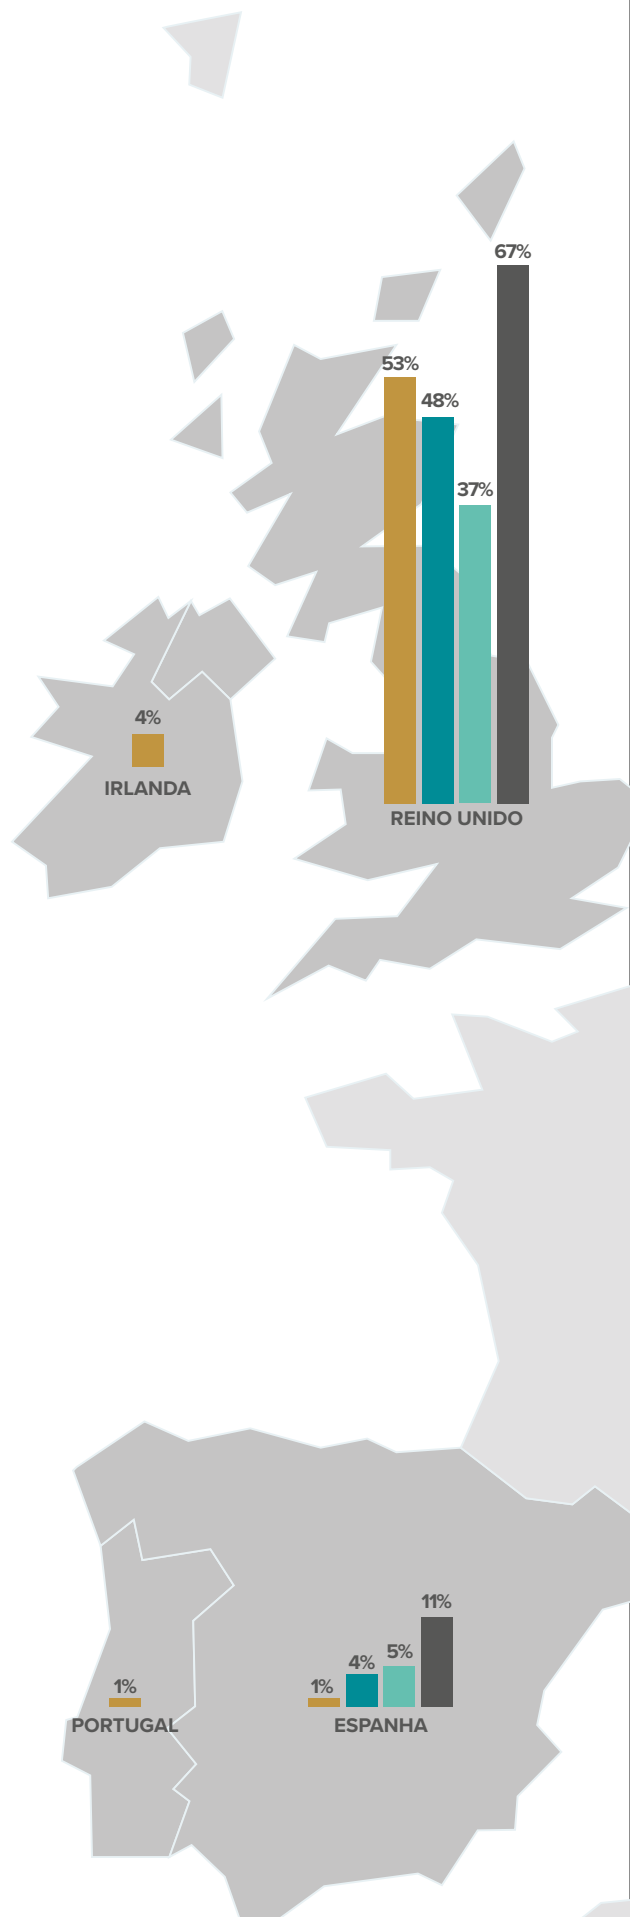 67%
53%
48%
37%
4%
IRLANDA
REINO UNIDO
11%
5%
4%
1%
1%
PORTUGAL
ESPANHA